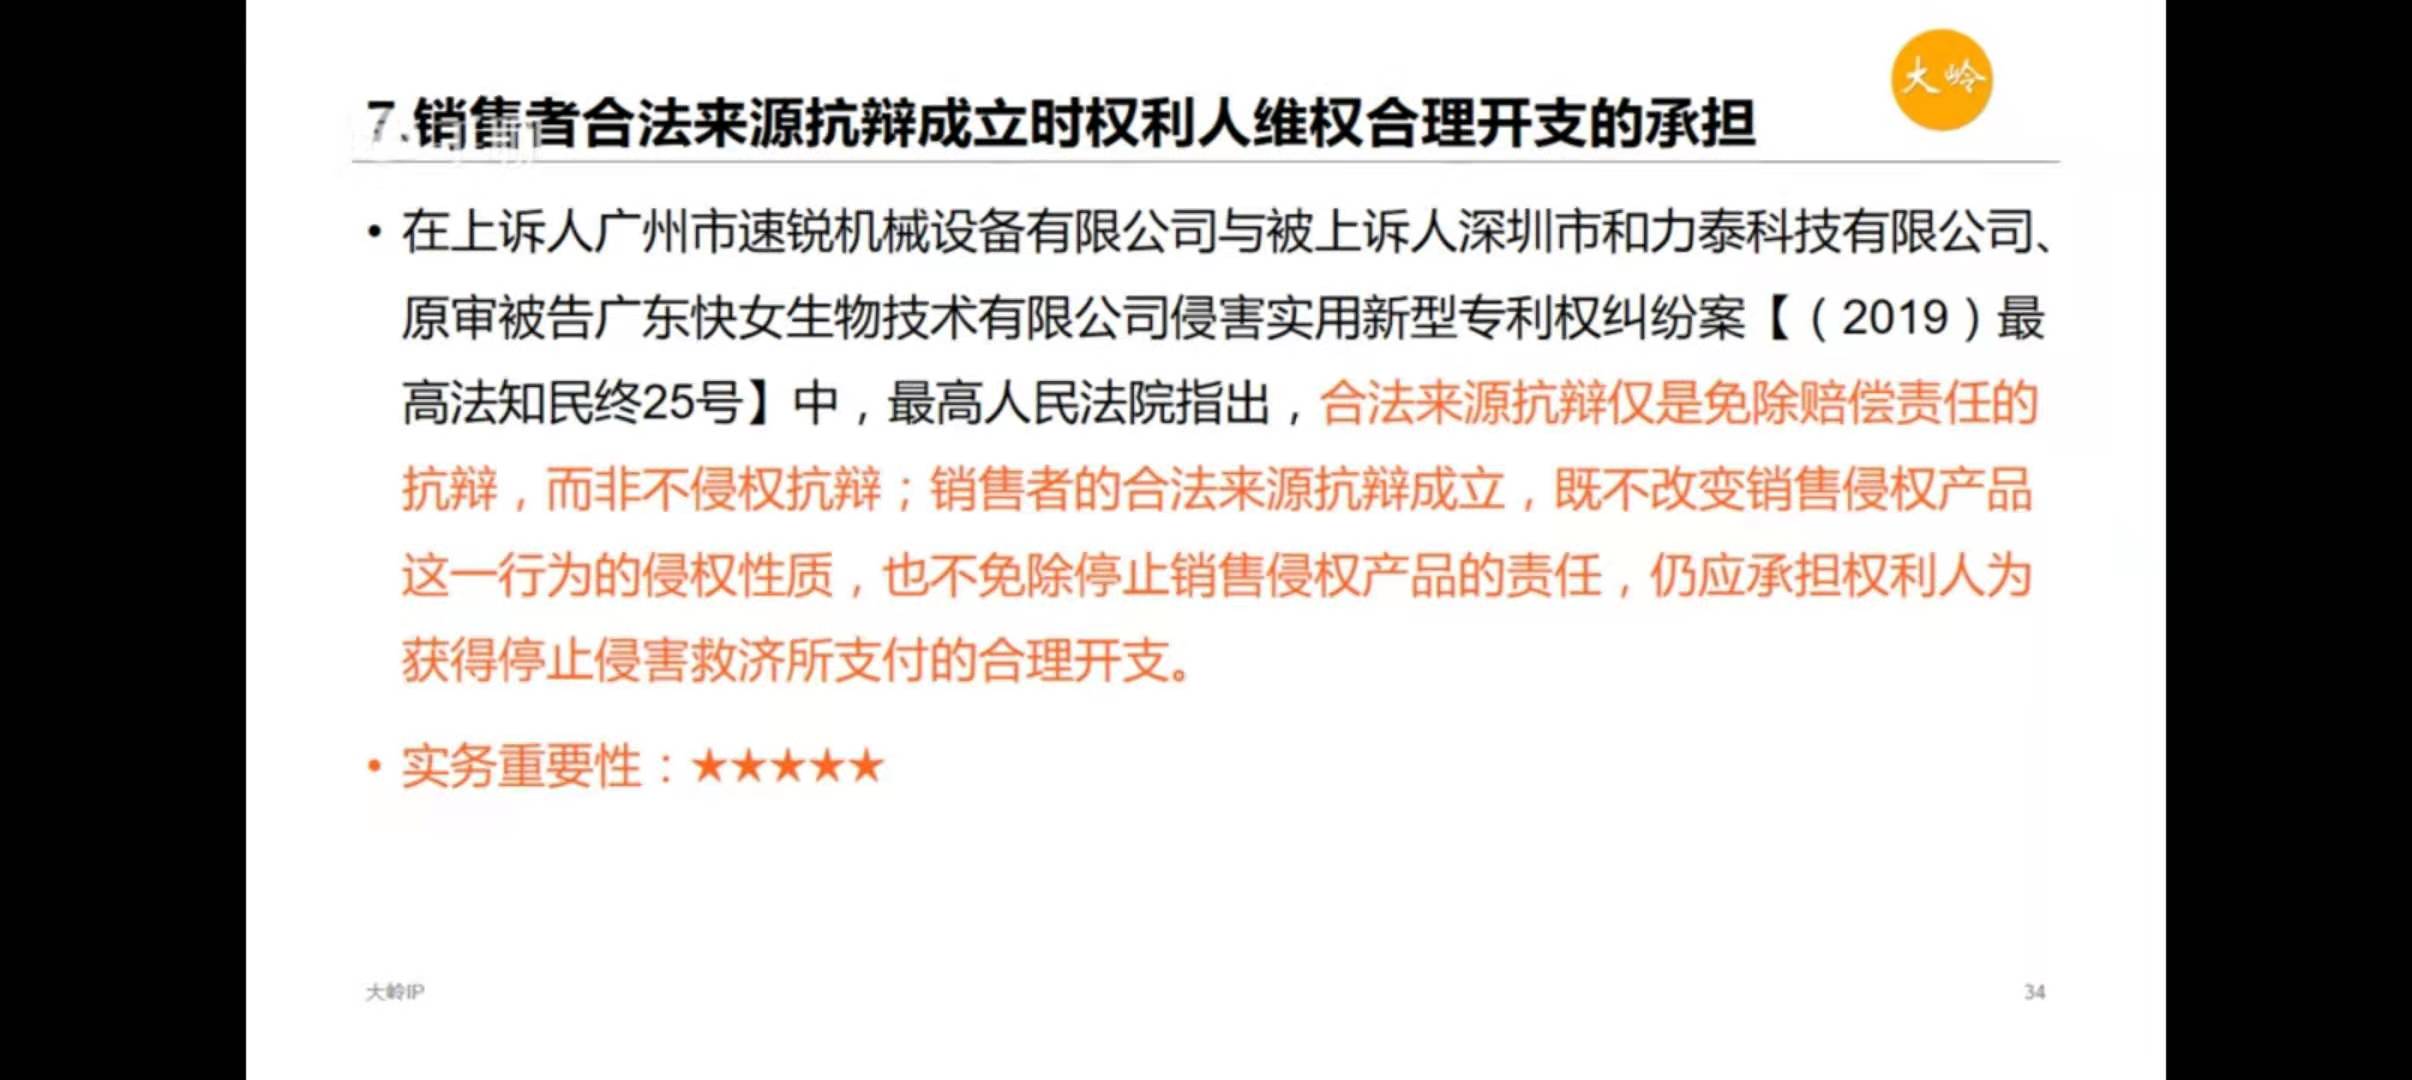 大岭
7.销售者合法来源抗辩成立时权利人维权合理开支的承担
• 在上诉人广州市速锐机械设备有限公司与被上诉人深圳市和力泰科技有限公司、
原审被告广东快女生物技术有限公司侵害实用新型专利权纠纷案【（2019）最
高法知民终25号】中，最高人民法院指出，合法来源抗辩仅是免除赔偿责任的
抗辩，而非不侵权抗辩；销售者的合法来源抗辩成立，既不改变销售侵权产品
这一行为的侵权性质，也不免除停止销售侵权产品的责任，仍应承担权利人为
获得停止侵害救济所支付的合理开支。
• 实务重要性：★★★★★
大岭IP
34